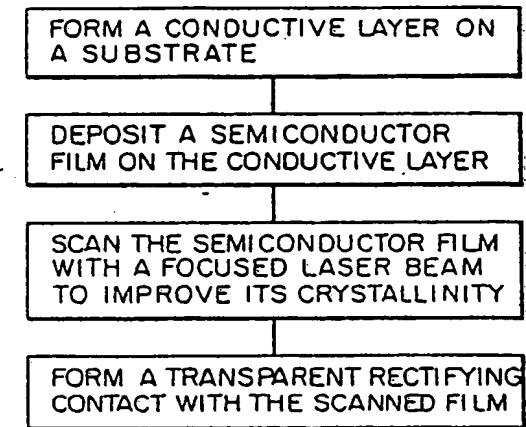 FORM A CONDUCTIVE LAYER ON
A SUBSTRATE
DEPOSIT A SEMICONDUCTOR
FILM ON THE CONDUCTIVE LAYER
SCAN THE SEMICONDUCTOR FILM
WITH A FOCUSED LASER BEAM
TO IMPROVE ITS CRYSTALLINITY
FORM A TRANSPARENT RECTIFYING
CONTACT WITH THE SCANNED FILM